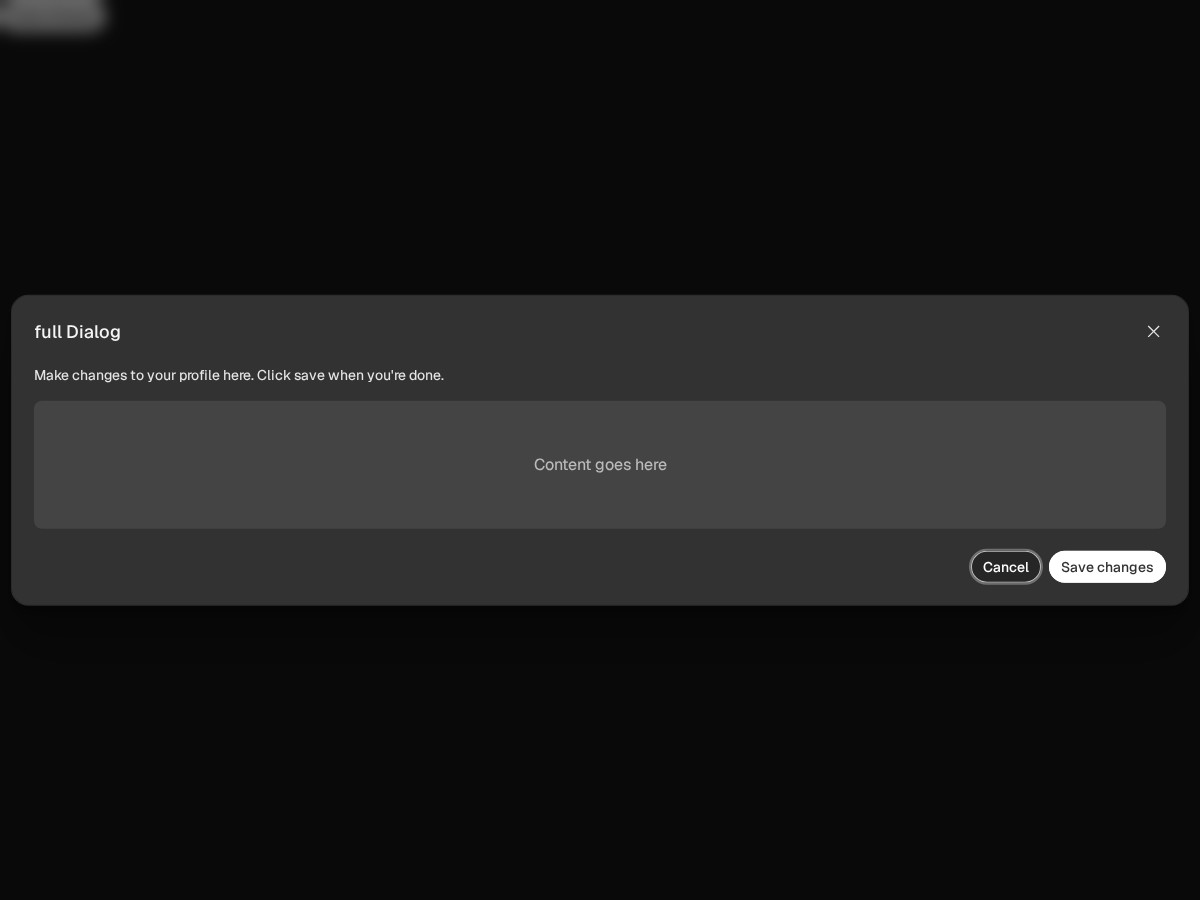 full Dialog
Make changes to your profile here. Click save when you're done.
Content goes here
Cancel
Save changes